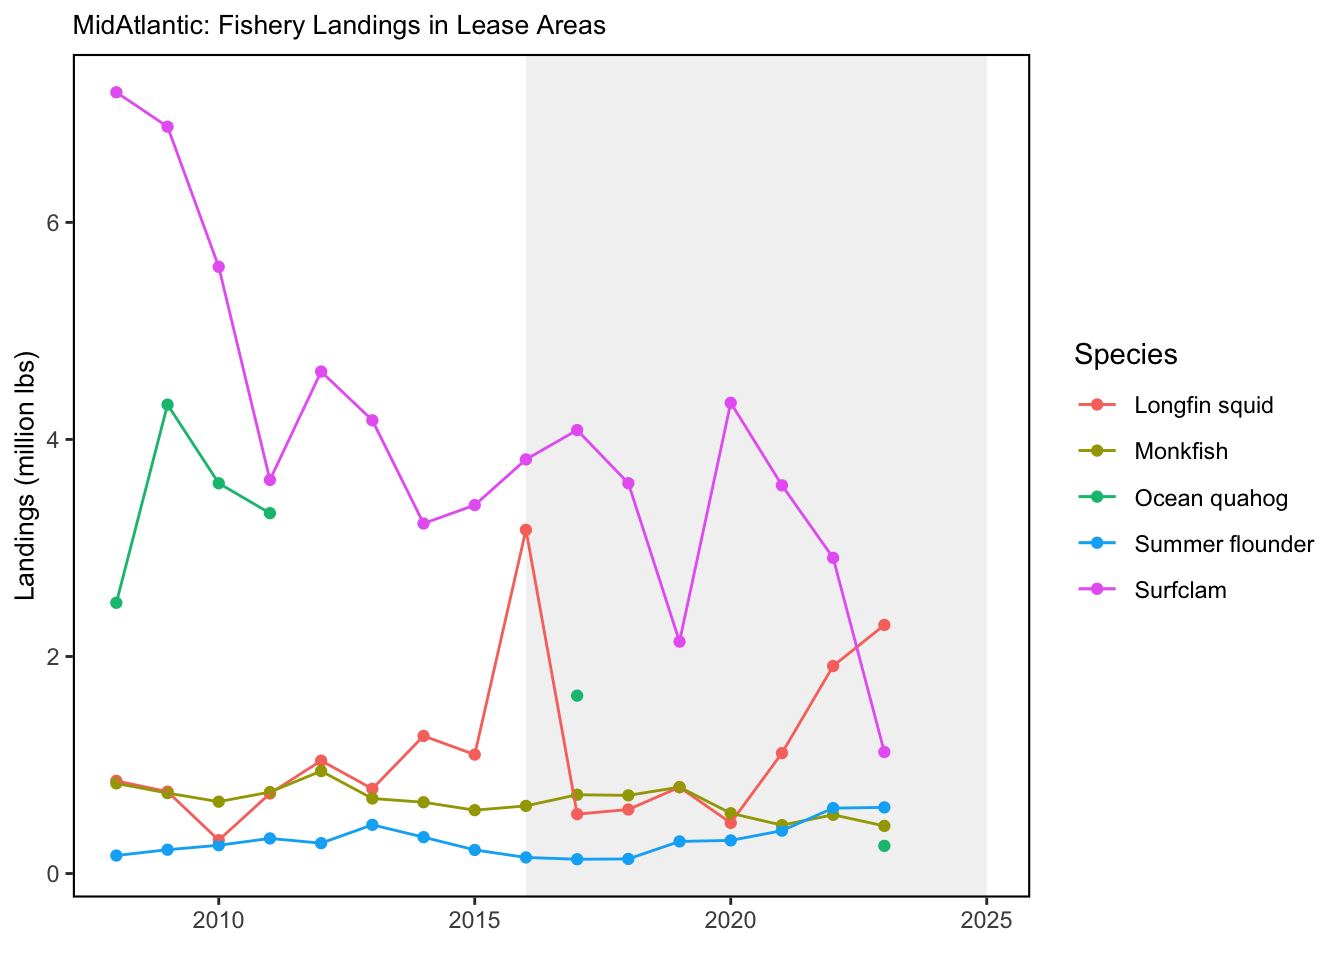 MidAtlantic: Fishery Landings in Lease Areas
Landings (million lbs)
6
4
2
0
2010
2015
2020
2025
Species
Longfin squid
Monkfish
Ocean quahog
Summer flounder
Surfclam